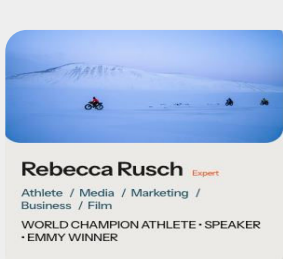 Rebecca Rusch Expert
Athlete / Media / Marketing /
Business / Film
WORLD CHAMPION ATHLETE • SPEAKER
• EMMY WINNER